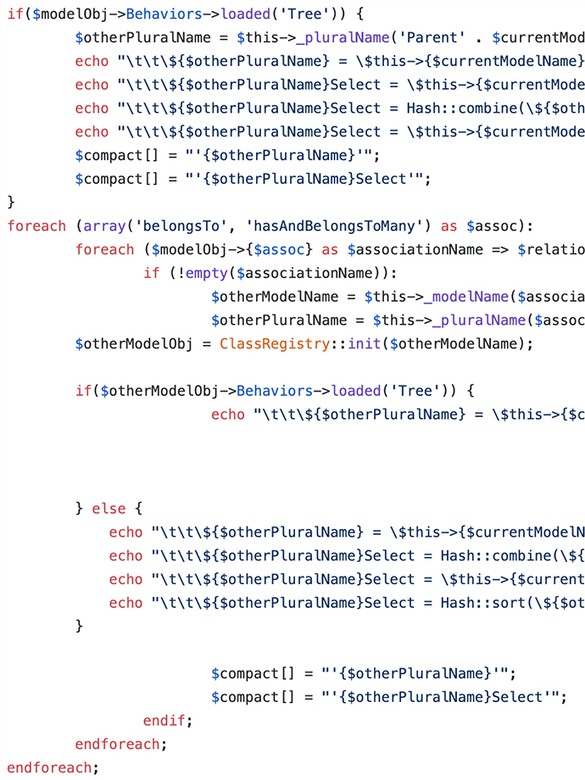 if($modelObj->Behaviors->loaded('Tree')) {
$otherPluralName = $this->_pluralName('Parent' . $currentMod
echo "\t\t\${$otherPluralName} = \$this->{$currentModelName}
echo "\t\t\${$otherPluralName}Select = \$this->{$currentMode
echo "\t\t\${$otherPluralName}Select = Hash::combine(\${$oth
echo "\t\t\${$otherPluralName}Select = \$this->{$currentMode
$compact[] = "'{$otherPluralName}'";
$compact[] = "'{$otherPluralName}Select'";
}
foreach (array('belongsTo', 'hasAndBelongsToMany') as $assoc):
foreach ($modelObj->{$assoc} as $associationName => $relatio
if (!empty($associationName)):
$otherModelName = $this->_modelName($associa
$otherPluralName = $this->_pluralName($assoc
$otherModelObj = ClassRegistry::init($otherModelName);
if($otherModelObj->Behaviors->loaded('Tree')) {
echo "\t\t\${$otherPluralName} = \$this->{$c
} else {
echo "\t\t\${$otherPluralName} = \$this->{$currentModelN
echo "\t\t\${$otherPluralName}Select = Hash::combine(\${
echo "\t\t\${$otherPluralName}Select = \$this->{$current
echo "\t\t\${$otherPluralName}Select = Hash::sort(\${$ot
}
$compact[] = "'{$otherPluralName}'";
$compact[] = "'{$otherPluralName}Select'";
endif;
endforeach;
endforeach;